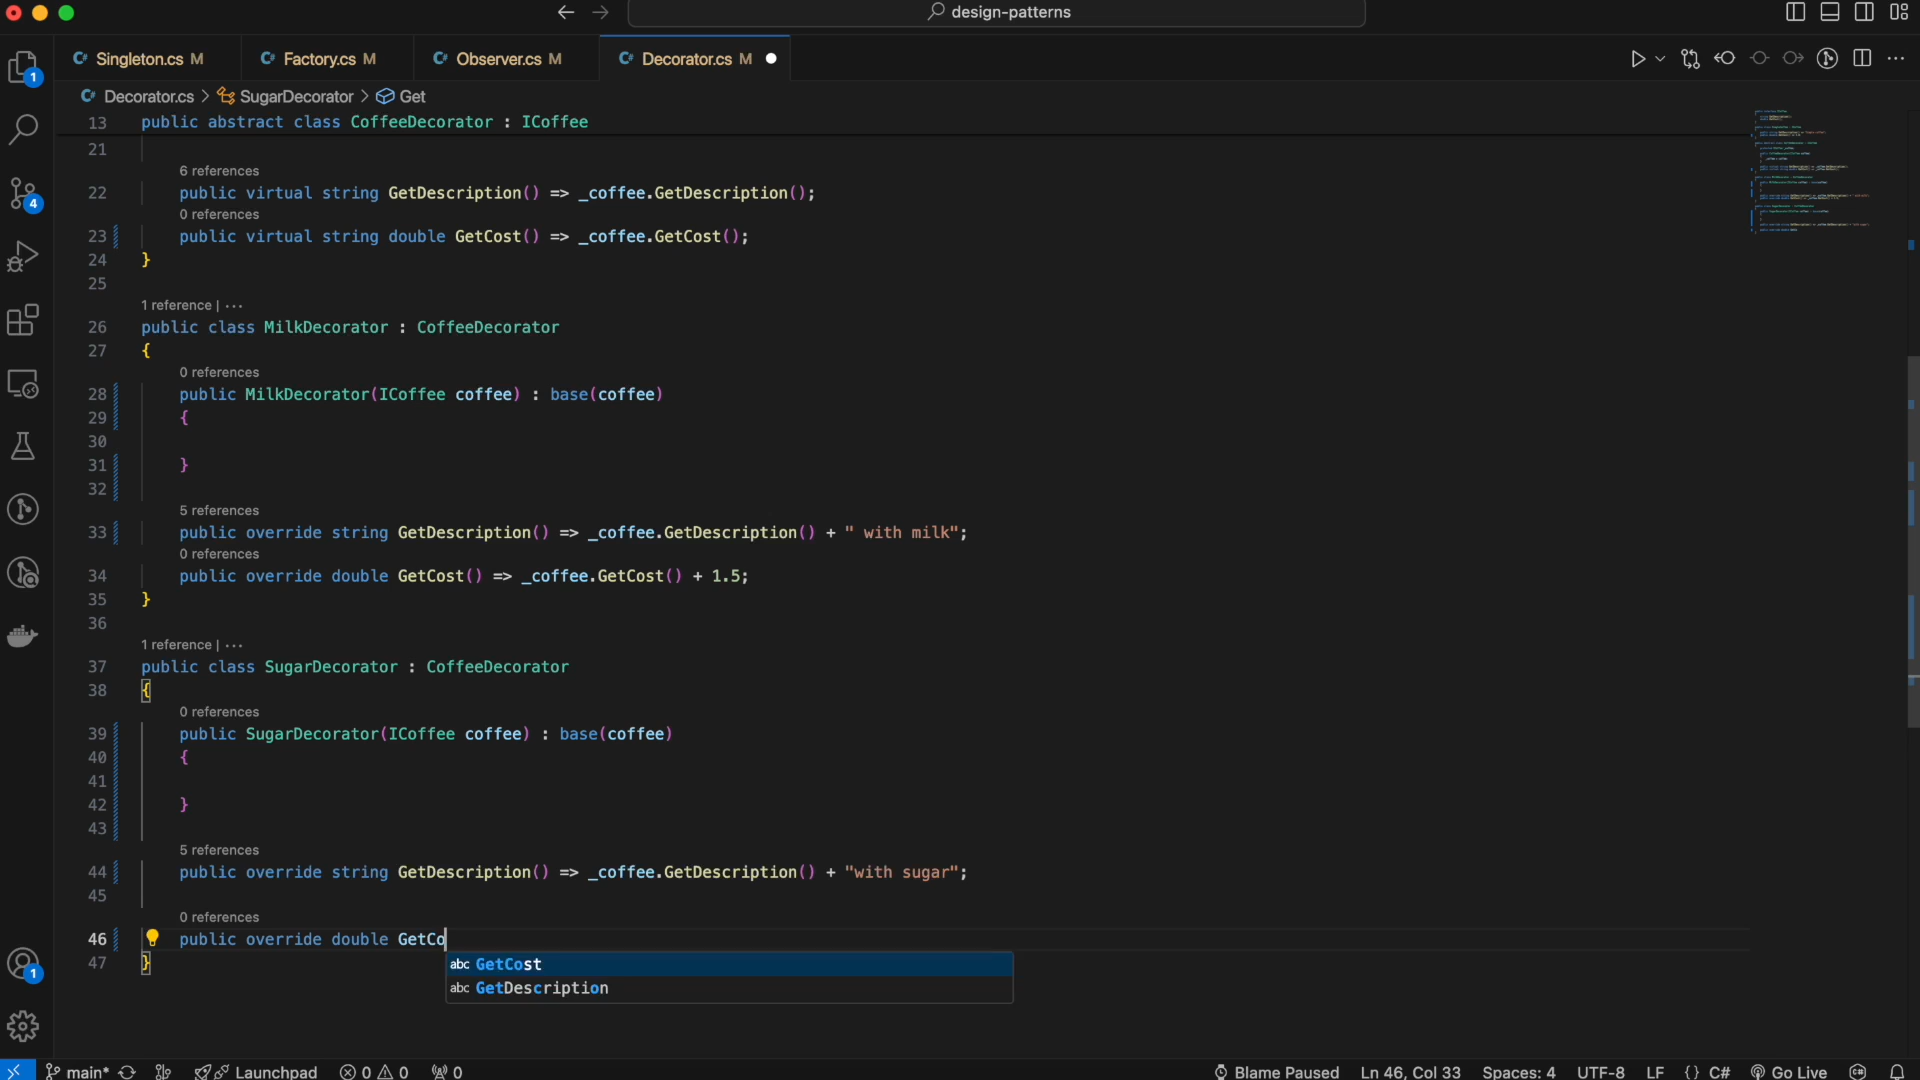 design-patterns
Singleton.cs M
Factory.cs M
Observer.cs M
Decorator.cs M
Decorator.cs > SugarDecorator > Get
13 public abstract class CoffeeDecorator : ICoffee
21
6 references
22 public virtual string GetDescription() => _coffee.GetDescription();
0 references
23 public virtual string double GetCost() => _coffee.GetCost();
24 }
25
1 reference | ···
26 public class MilkDecorator : CoffeeDecorator
27 {
0 references
28 public MilkDecorator(ICoffee coffee) : base(coffee)
29 {
30
31 }
32
5 references
33 public override string GetDescription() => _coffee.GetDescription() + " with milk";
0 references
34 public override double GetCost() => _coffee.GetCost() + 1.5;
35 }
36
1 reference | ···
37 public class SugarDecorator : CoffeeDecorator
38 {
0 references
39 public SugarDecorator(ICoffee coffee) : base(coffee)
40 {
41
42 }
43
5 references
44 public override string GetDescription() => _coffee.GetDescription() + "with sugar";
45
0 references
46 public override double GetCo
47 }
abc GetCost
abc GetDescription
1
4
1
main* Launchpad 0 0 0 Blame Paused Ln 46, Col 33 Spaces: 4 UTF-8 LF {} C# Go Live